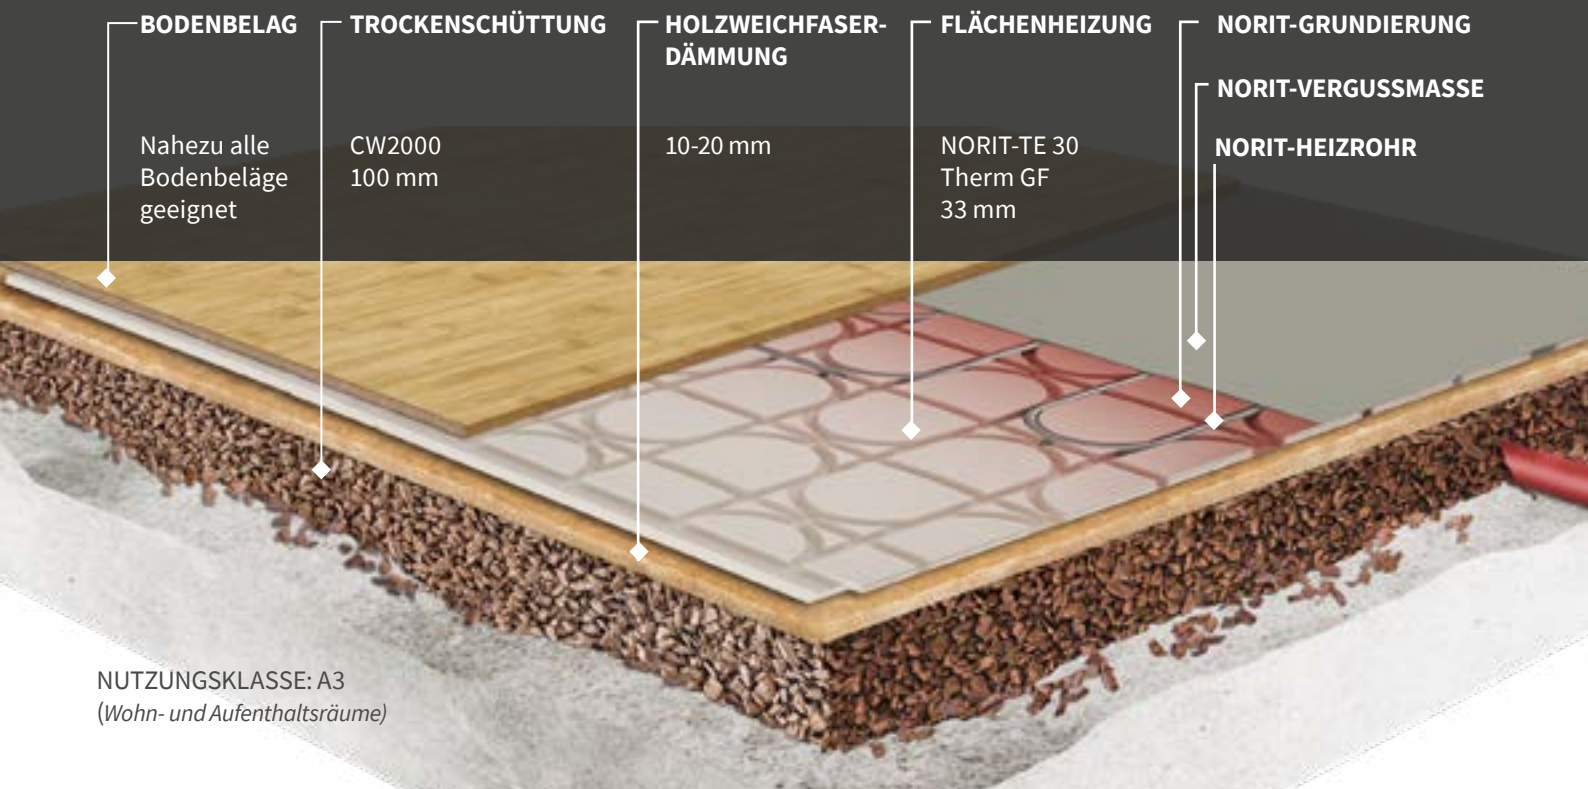 BODENBELAG
Nahezu alle
Bodenbeläge
geeignet
TROCKENSCHÜTTUNG
CW2000
100 mm
HOLZWEICHFASER-
DÄMMUNG
10-20 mm
FLÄCHENHEIZUNG
NORIT-TE 30
Therm GF
33 mm
NORIT-GRUNDIERUNG
NORIT-VERGUSSMASSE
NORIT-HEIZROHR
NUTZUNGSKLASSE: A3
(Wohn- und Aufenthaltsräume)